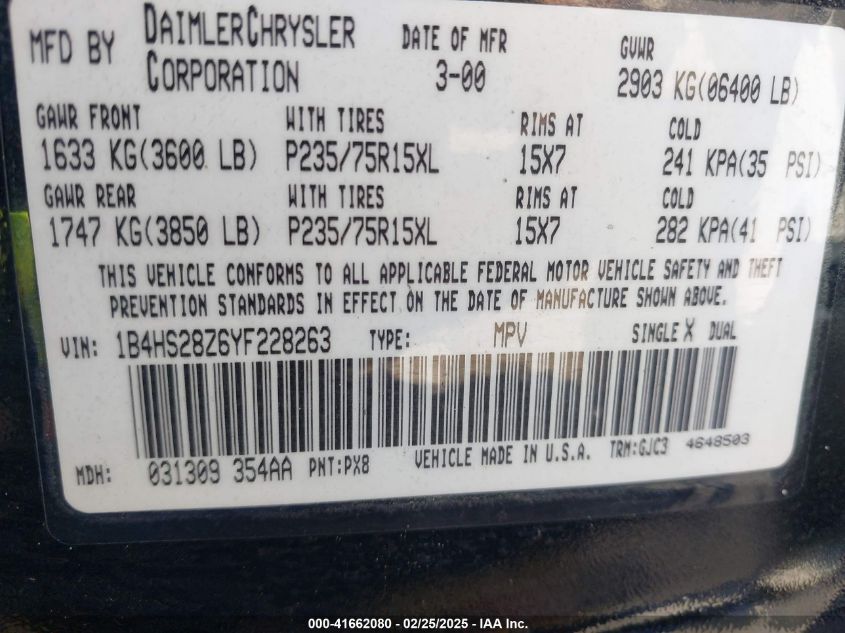 MFD BY DAIMLERCHRYSLER CORPORATION DATE OF MFR 3-00 GVWR 2903 KG(06400 LB)
GAWR FRONT WITH TIRES RIMS AT COLD
1633 KG(3600 LB) P235/75R15XL 15X7 241 KPA(35 PSI)
GAWR REAR WITH TIRES RIMS AT COLD
1747 KG(3850 LB) P235/75R15XL 15X7 282 KPA(41 PSI)
THIS VEHICLE CONFORMS TO ALL APPLICABLE FEDERAL MOTOR VEHICLE SAFETY AND THEFT
PREVENTION STANDARDS IN EFFECT ON THE DATE OF MANUFACTURE SHOWN ABOVE.
VIN: 1B4HS28Z6YF228263 TYPE: MPV SINGLE X DUAL
MDH: 031309 354AA PNT:PX8 VEHICLE MADE IN U.S.A. TRM:GJC3 4648503
000-41662080 - 02/25/2025 - IAA Inc.